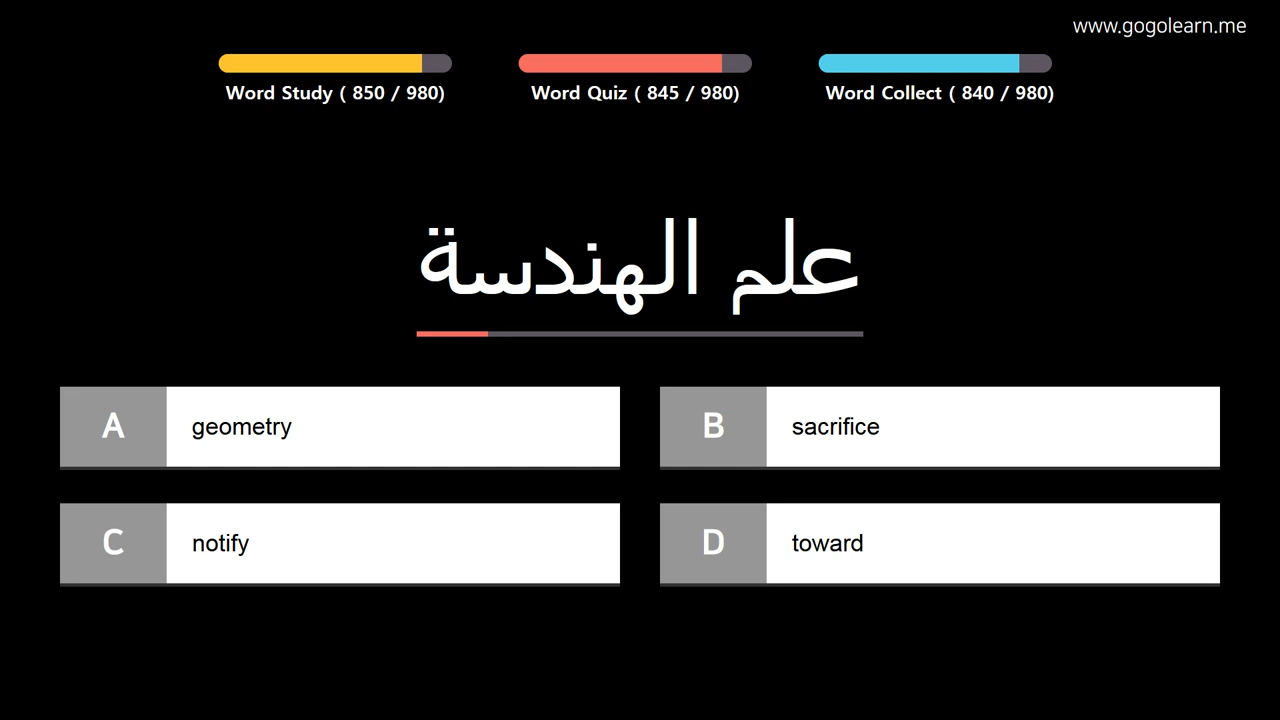 www.gogolearn.me
Word Study ( 850 / 980)
Word Quiz ( 845 / 980)
Word Collect ( 840 / 980)
علم الهندسة
A geometry
B sacrifice
C notify
D toward